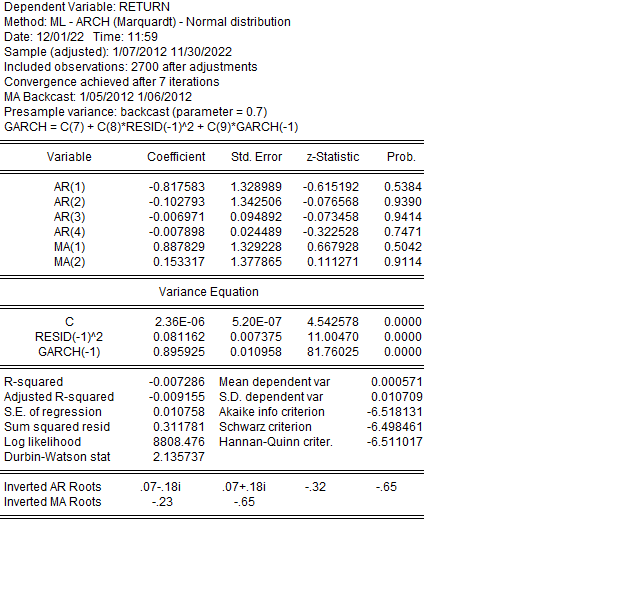 Dependent Variable: RETURN
Method: ML - ARCH (Marquardt) - Normal distribution
Date: 12/01/22 Time: 11:59
Sample (adjusted): 1/07/2012 11/30/2022
Included observations: 2700 after adjustments
Convergence achieved after 7 iterations
MA Backcast: 1/05/2012 1/06/2012
Presample variance: backcast (parameter = 0.7)
GARCH = C(7) + C(8)*RESID(-1)^2 + C(9)*GARCH(-1)
Variable Coefficient Std. Error z-Statistic Prob.
AR(1) -0.817583 1.328989 -0.615192 0.5384
AR(2) -0.102793 1.342506 -0.076568 0.9390
AR(3) -0.006971 0.094892 -0.073458 0.9414
AR(4) -0.007898 0.024489 -0.322528 0.7471
MA(1) 0.887829 1.329228 0.667928 0.5042
MA(2) 0.153317 1.377865 0.111271 0.9114
Variance Equation
C 2.36E-06 5.20E-07 4.542578 0.0000
RESID(-1)^2 0.081162 0.007375 11.00470 0.0000
GARCH(-1) 0.895925 0.010958 81.76025 0.0000
R-squared -0.007286 Mean dependent var 0.000571
Adjusted R-squared -0.009155 S.D. dependent var 0.010709
S.E. of regression 0.010758 Akaike info criterion -6.518131
Sum squared resid 0.311781 Schwarz criterion -6.498461
Log likelihood 8808.476 Hannan-Quinn criter. -6.511017
Durbin-Watson stat 2.135737
Inverted AR Roots .07-.18i .07+.18i -.32 -.65
Inverted MA Roots -.23 -.65